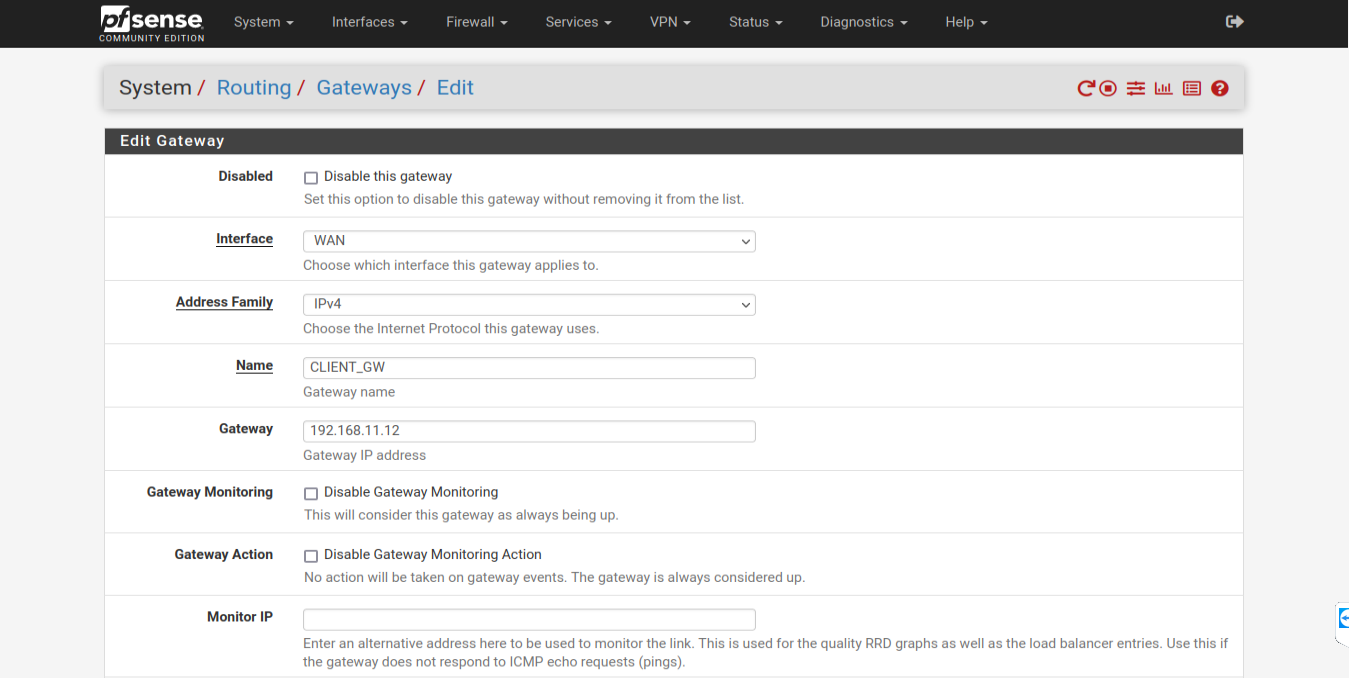 pfsense
COMMUNITY EDITION
System Interfaces Firewall Services VPN Status Diagnostics Help
System / Routing / Gateways / Edit
Edit Gateway
Disabled Disable this gateway
Set this option to disable this gateway without removing it from the list.
Interface WAN
Choose which interface this gateway applies to.
Address Family IPv4
Choose the Internet Protocol this gateway uses.
Name CLIENT_GW
Gateway name
Gateway 192.168.11.12
Gateway IP address
Gateway Monitoring Disable Gateway Monitoring
This will consider this gateway as always being up.
Gateway Action Disable Gateway Monitoring Action
No action will be taken on gateway events. The gateway is always considered up.
Monitor IP
Enter an alternative address here to be used to monitor the link. This is used for the quality RRD graphs as well as the load balancer entries. Use this if
the gateway does not respond to ICMP echo requests (pings).